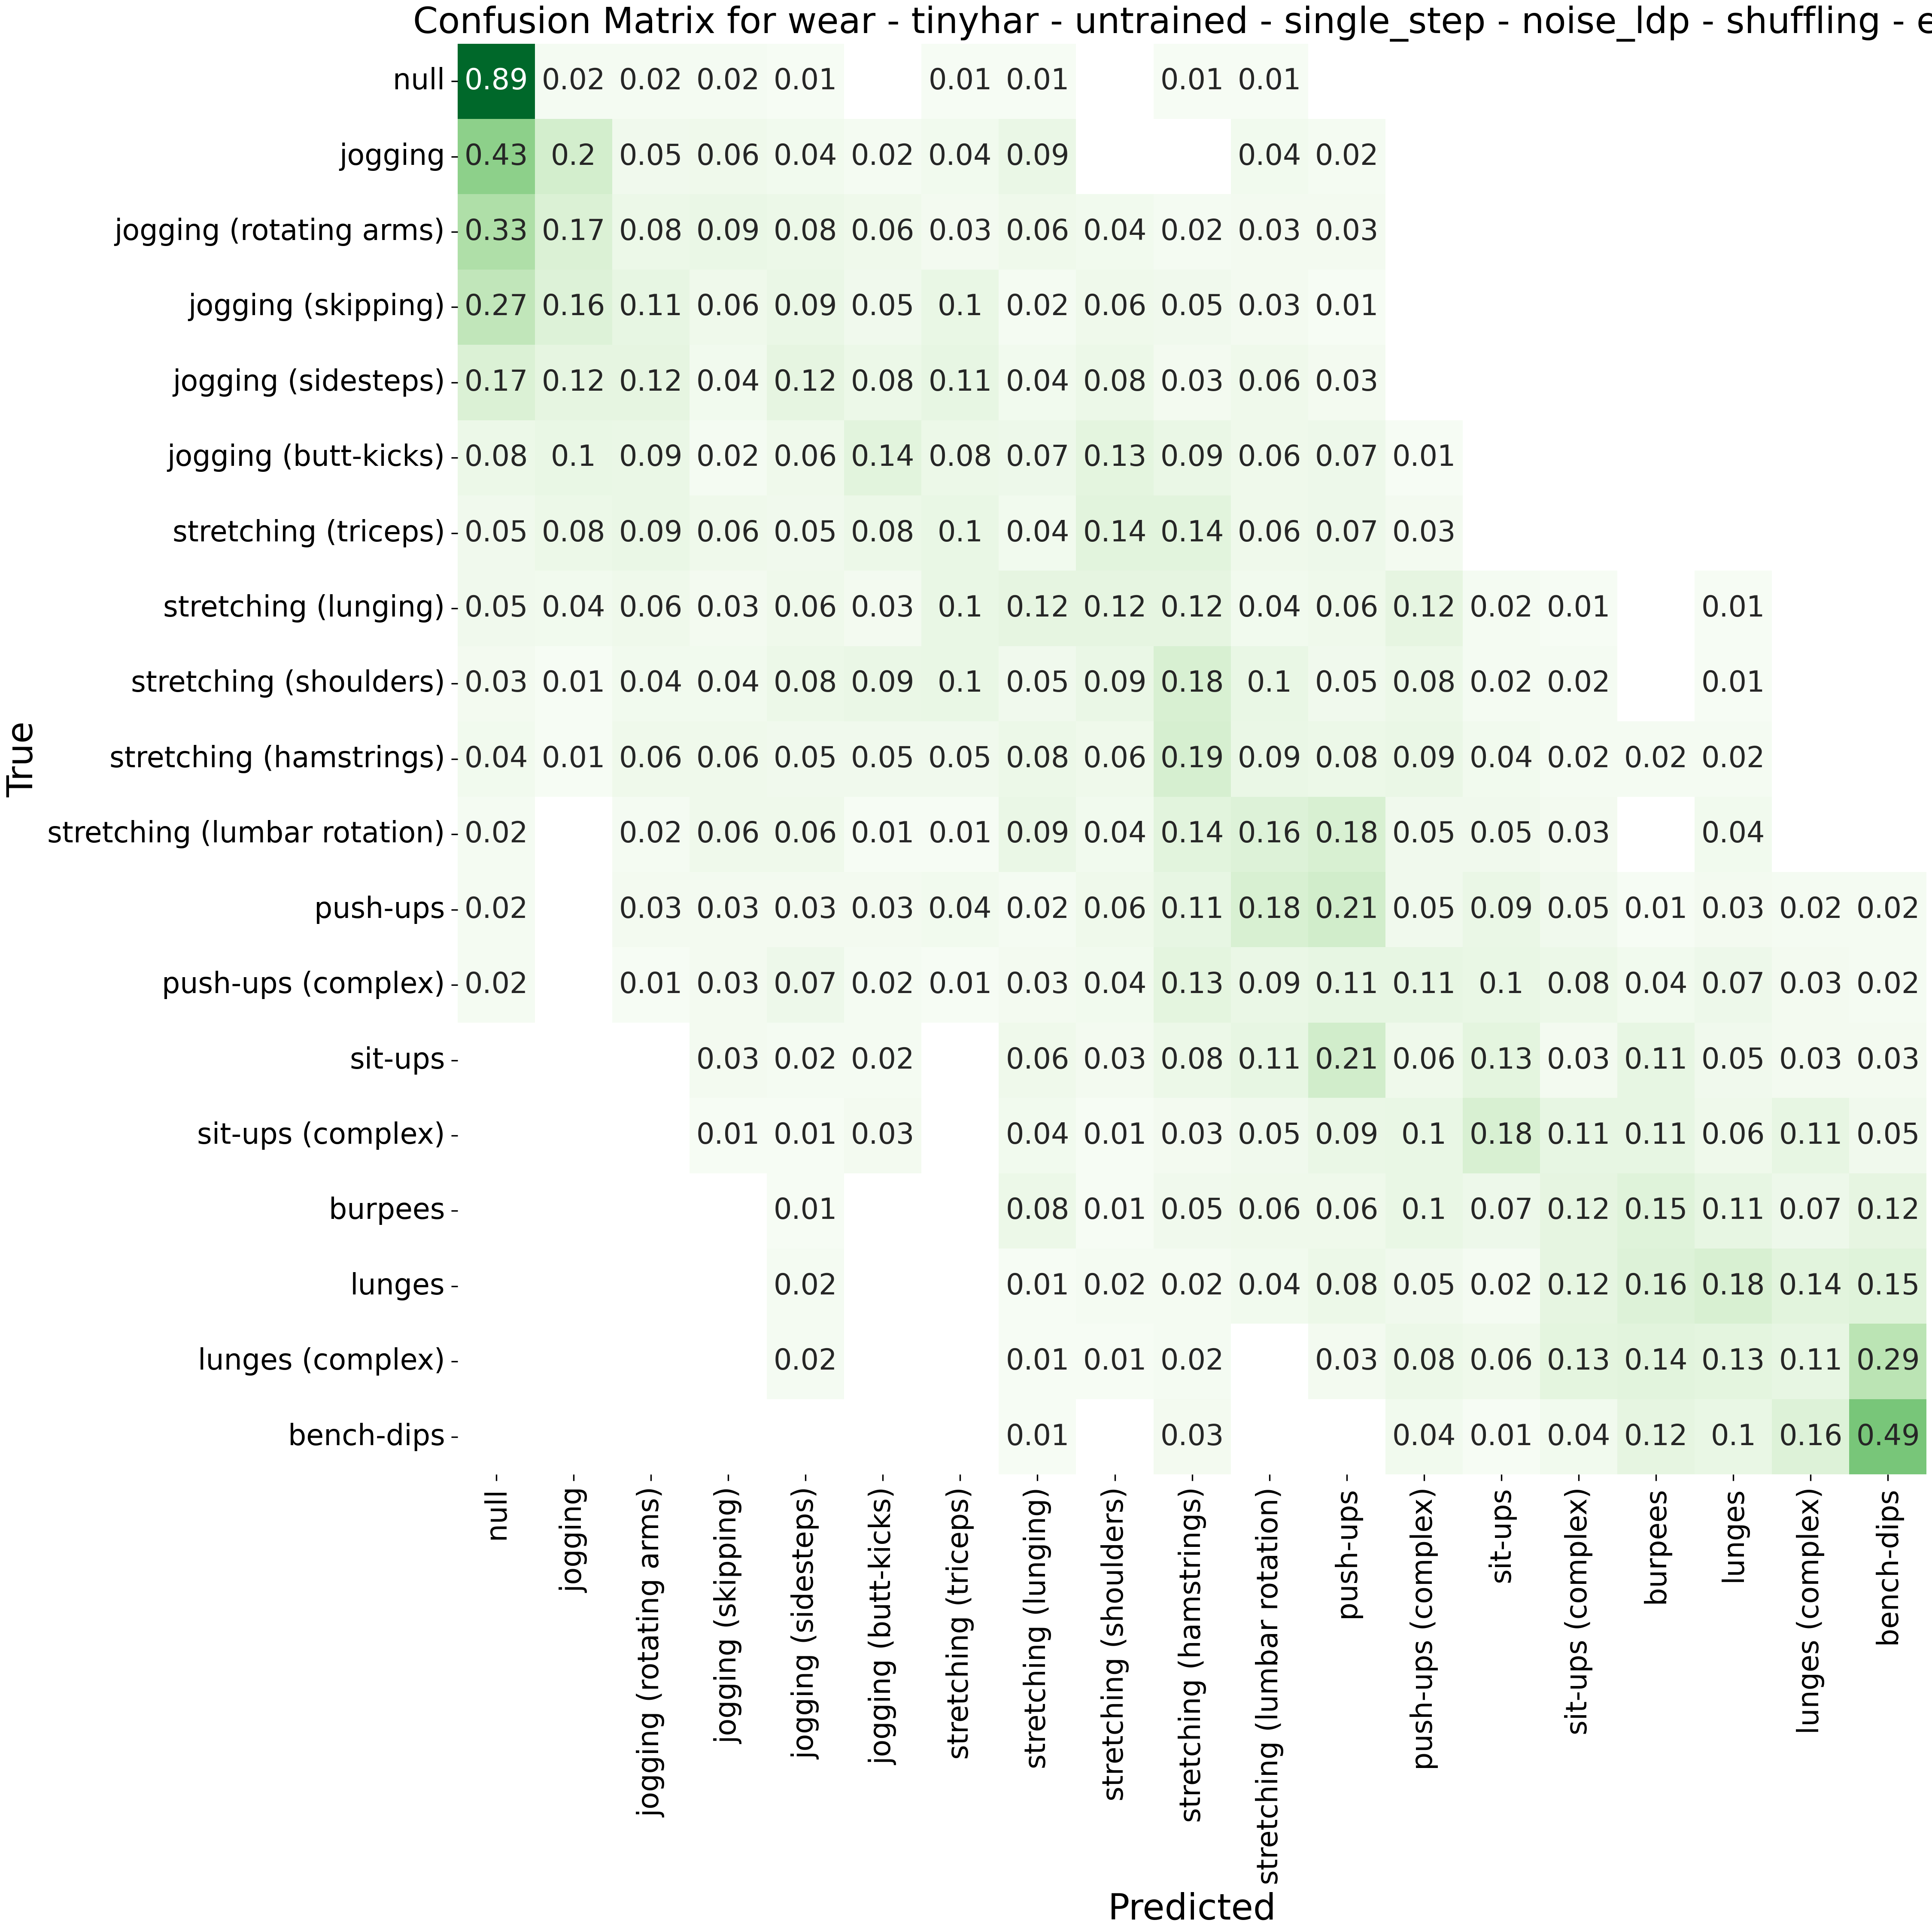 Confusion Matrix for wear - tinyhar - untrained - single_step - noise_ldp - shuffling - e
null 0.89 0.02 0.02 0.02 0.01 0.01 0.01 0.01 0.01
jogging 0.43 0.2 0.05 0.06 0.04 0.02 0.04 0.09 0.04 0.02
jogging (rotating arms) 0.33 0.17 0.08 0.09 0.08 0.06 0.03 0.06 0.04 0.02 0.03 0.03
jogging (skipping) 0.27 0.16 0.11 0.06 0.09 0.05 0.1 0.02 0.06 0.05 0.03 0.01
jogging (sidesteps) 0.17 0.12 0.12 0.04 0.12 0.08 0.11 0.04 0.08 0.03 0.06 0.03
jogging (butt-kicks) 0.08 0.1 0.09 0.02 0.06 0.14 0.08 0.07 0.13 0.09 0.06 0.07 0.01
stretching (triceps) 0.05 0.08 0.09 0.06 0.05 0.08 0.1 0.04 0.14 0.14 0.06 0.07 0.03
stretching (lunging) 0.05 0.04 0.06 0.03 0.06 0.03 0.1 0.12 0.12 0.12 0.04 0.06 0.12 0.02 0.01 0.01
stretching (shoulders) 0.03 0.01 0.04 0.04 0.08 0.09 0.1 0.05 0.09 0.18 0.1 0.05 0.08 0.02 0.02 0.01
stretching (hamstrings) 0.04 0.01 0.06 0.06 0.05 0.05 0.05 0.08 0.06 0.19 0.09 0.08 0.09 0.04 0.02 0.02 0.02
stretching (lumbar rotation) 0.02 0.02 0.06 0.06 0.01 0.01 0.09 0.04 0.14 0.16 0.18 0.05 0.05 0.03 0.04
push-ups 0.02 0.03 0.03 0.03 0.03 0.04 0.02 0.06 0.11 0.18 0.21 0.05 0.09 0.05 0.01 0.03 0.02 0.02
push-ups (complex) 0.02 0.01 0.03 0.07 0.02 0.01 0.03 0.04 0.13 0.09 0.11 0.11 0.1 0.08 0.04 0.07 0.03 0.02
sit-ups 0.03 0.02 0.02 0.06 0.03 0.08 0.11 0.21 0.06 0.13 0.03 0.11 0.05 0.03 0.03
sit-ups (complex) 0.01 0.01 0.03 0.04 0.01 0.03 0.05 0.09 0.1 0.18 0.11 0.11 0.06 0.11 0.05
burpees 0.01 0.08 0.01 0.05 0.06 0.06 0.1 0.07 0.12 0.15 0.11 0.07 0.12
lunges 0.02 0.01 0.02 0.02 0.04 0.08 0.05 0.02 0.12 0.16 0.18 0.14 0.15
lunges (complex) 0.02 0.01 0.01 0.02 0.03 0.08 0.06 0.13 0.14 0.13 0.11 0.29
bench-dips 0.01 0.03 0.04 0.01 0.04 0.12 0.1 0.16 0.49
True
null
jogging
jogging (rotating arms)
jogging (skipping)
jogging (sidesteps)
jogging (butt-kicks)
stretching (triceps)
stretching (lunging)
stretching (shoulders)
stretching (hamstrings)
stretching (lumbar rotation)
push-ups
push-ups (complex)
sit-ups
sit-ups (complex)
burpees
lunges
lunges (complex)
bench-dips
Predicted